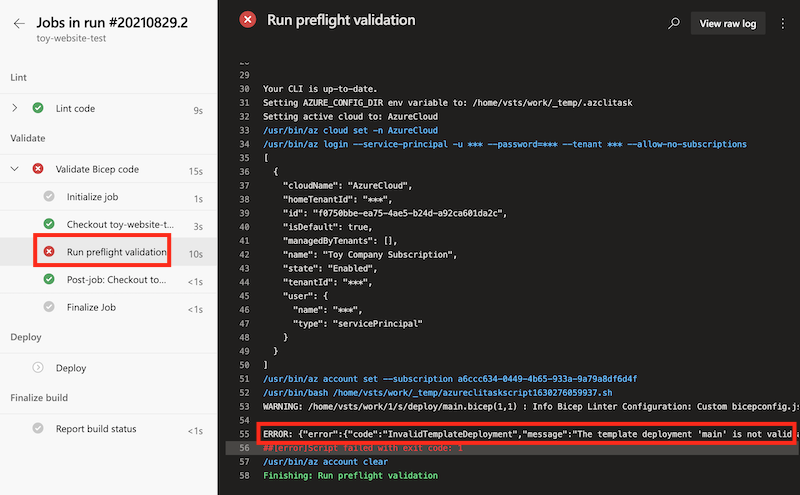 Jobs in run #20210829.2
toy-website-test
Lint
Lint code 9s
Validate
Validate Bicep code 15s
Initialize job 1s
Checkout toy-website-t... 3s
Run preflight validation 10s
Post-job: Checkout to... <1s
Finalize Job <1s
Deploy
Deploy
Finalize build
Report build status <1s
Run preflight validation
View raw log
29
30 Your CLI is up-to-date.
31 Setting AZURE_CONFIG_DIR env variable to: /home/vsts/work/_temp/.azclitask
32 Setting active cloud to: AzureCloud
33 /usr/bin/az cloud set -n AzureCloud
34 /usr/bin/az login --service-principal -u *** --password=*** --tenant *** --allow-no-subscriptions
35 [
36 {
37 "cloudName": "AzureCloud",
38 "homeTenantId": "***",
39 "id": "f0750bbe-ea75-4ae5-b24d-a92ca601da2c",
40 "isDefault": true,
41 "managedByTenants": [],
42 "name": "Toy Company Subscription",
43 "state": "Enabled",
44 "tenantId": "***",
45 "user": {
46 "name": "***",
47 "type": "servicePrincipal"
48 }
49 }
50 ]
51 /usr/bin/az account set --subscription a6ccc634-0449-4b65-933a-9a79a8df6d4f
52 /usr/bin/bash /home/vsts/work/_temp/azureclitaskscript1630276059937.sh
53 WARNING: /home/vsts/work/1/s/deploy/main.bicep(1,1) : Info Bicep Linter Configuration: Custom bicepconfig.js
54
55 ERROR: {"error":{"code":"InvalidTemplateDeployment","message":"The template deployment 'main' is not valid
56 ##[error]Script failed with exit code: 1
57 /usr/bin/az account clear
58 Finishing: Run preflight validation